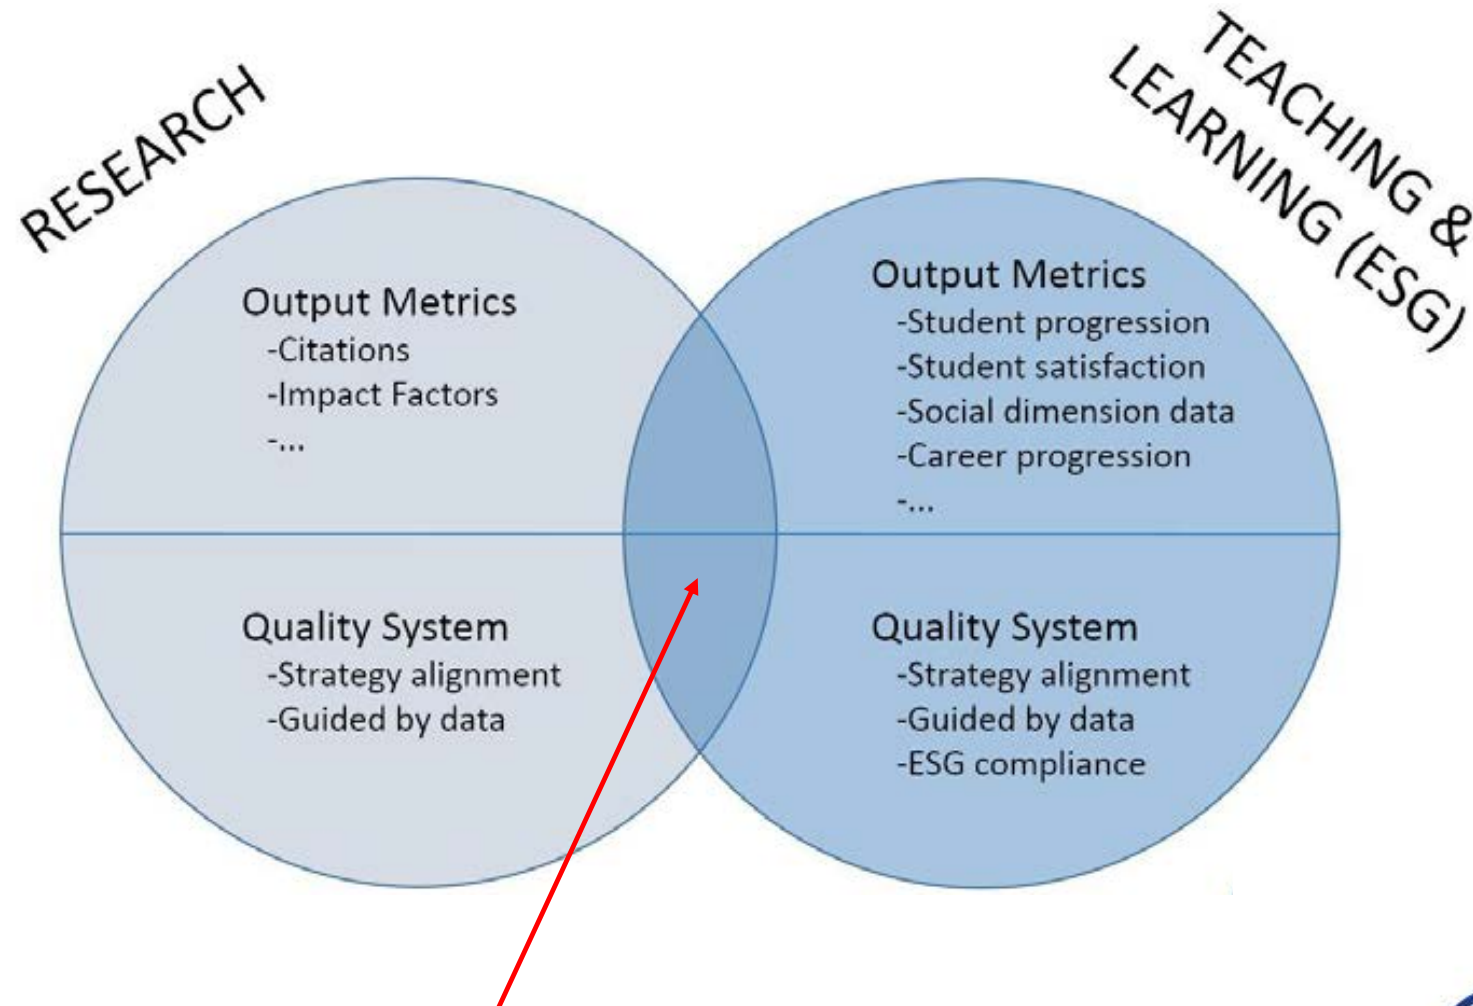 RESEARCH
TEACHING &
LEARNING (ESG)
Output Metrics
-Citations
-Impact Factors
-...
Quality System
-Strategy alignment
-Guided by data
Output Metrics
-Student progression
-Student satisfaction
-Social dimension data
-Career progression
-...
Quality System
-Strategy alignment
-Guided by data
-ESG compliance